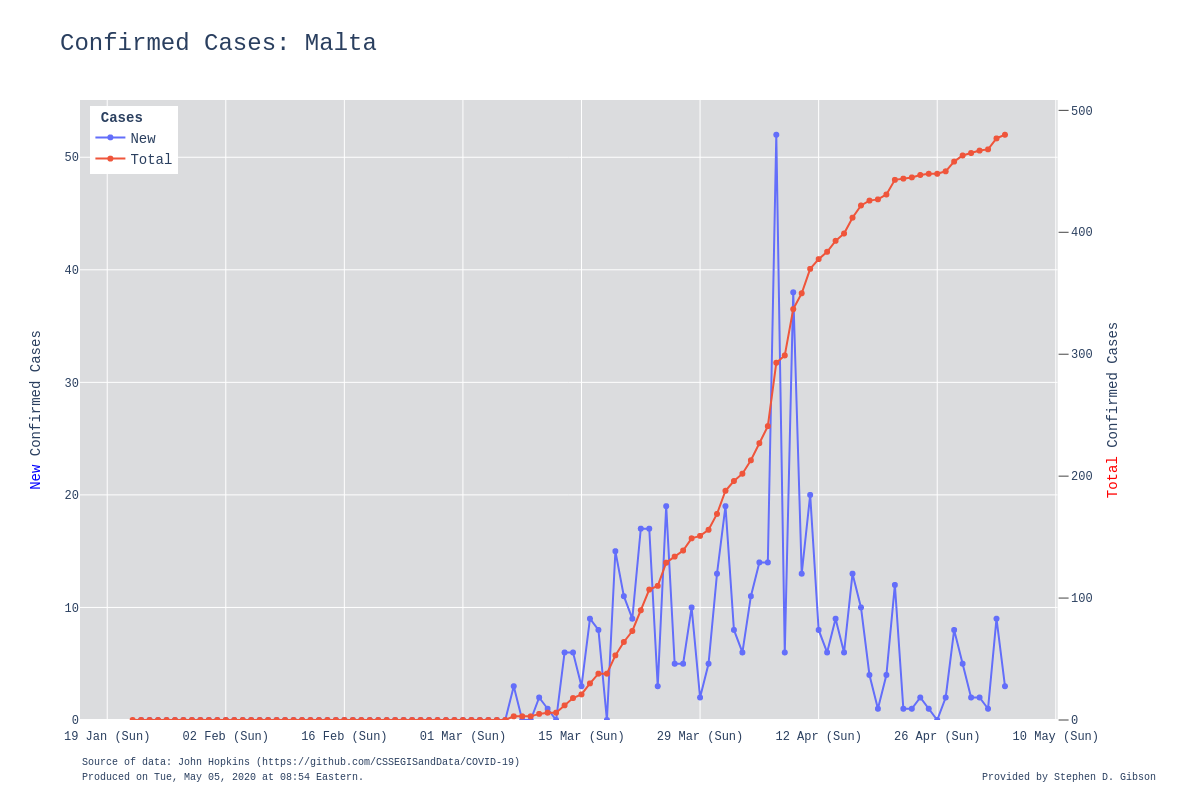 Confirmed Cases: Malta
Cases
New
Total
50
40
30
20
10
0
500
400
300
200
100
0
New Confirmed Cases
Total Confirmed Cases
19 Jan (Sun) 02 Feb (Sun) 16 Feb (Sun) 01 Mar (Sun) 15 Mar (Sun) 29 Mar (Sun) 12 Apr (Sun) 26 Apr (Sun) 10 May (Sun)
Source of data: John Hopkins (https://github.com/CSSEGISandData/COVID-19)
Produced on Tue, May 05, 2020 at 08:54 Eastern.
Provided by Stephen D. Gibson